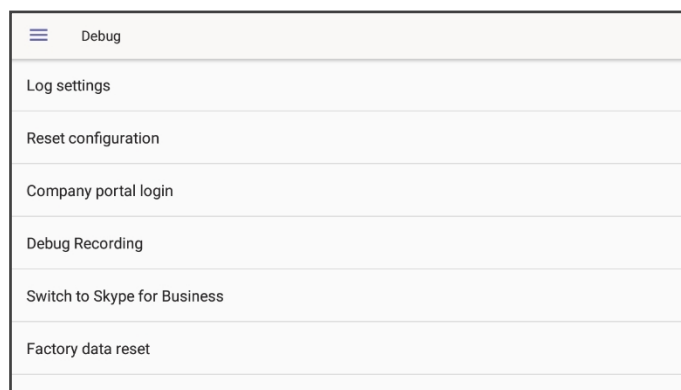 Debug
Log settings
Reset configuration
Company portal login
Debug Recording
Switch to Skype for Business
Factory data reset